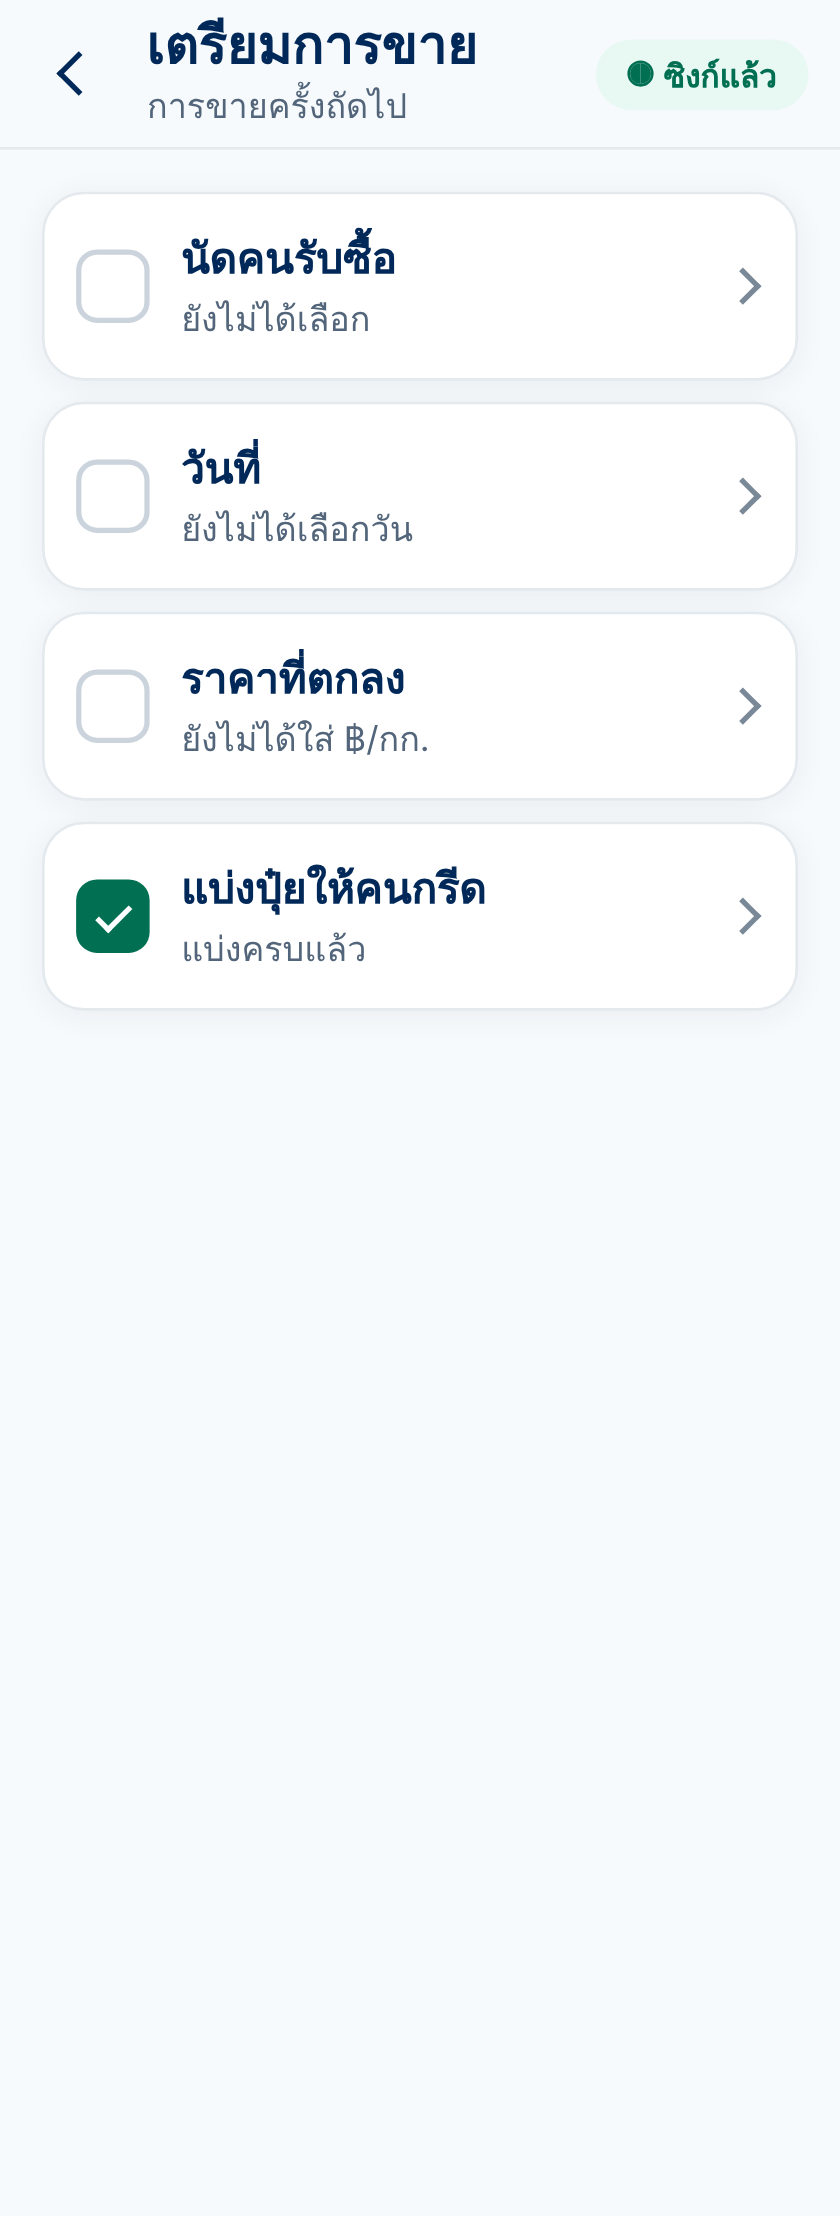 เตรียมการขาย
การขายครั้งถัดไป
ซิงก์แล้ว
นัดคนรับซื้อ
ยังไม่ได้เลือก
วันที่
ยังไม่ได้เลือกวัน
ราคาที่ตกลง
ยังไม่ได้ใส่ ฿/กก.
แบ่งปุ๋ยให้คนกรีด
แบ่งครบแล้ว